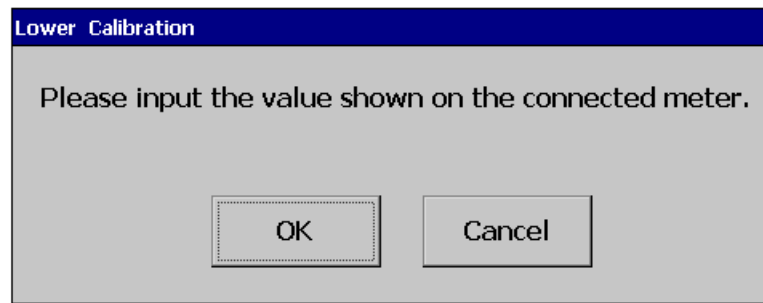 Lower Calibration
Please input the value shown on the connected meter.
OK
Cancel